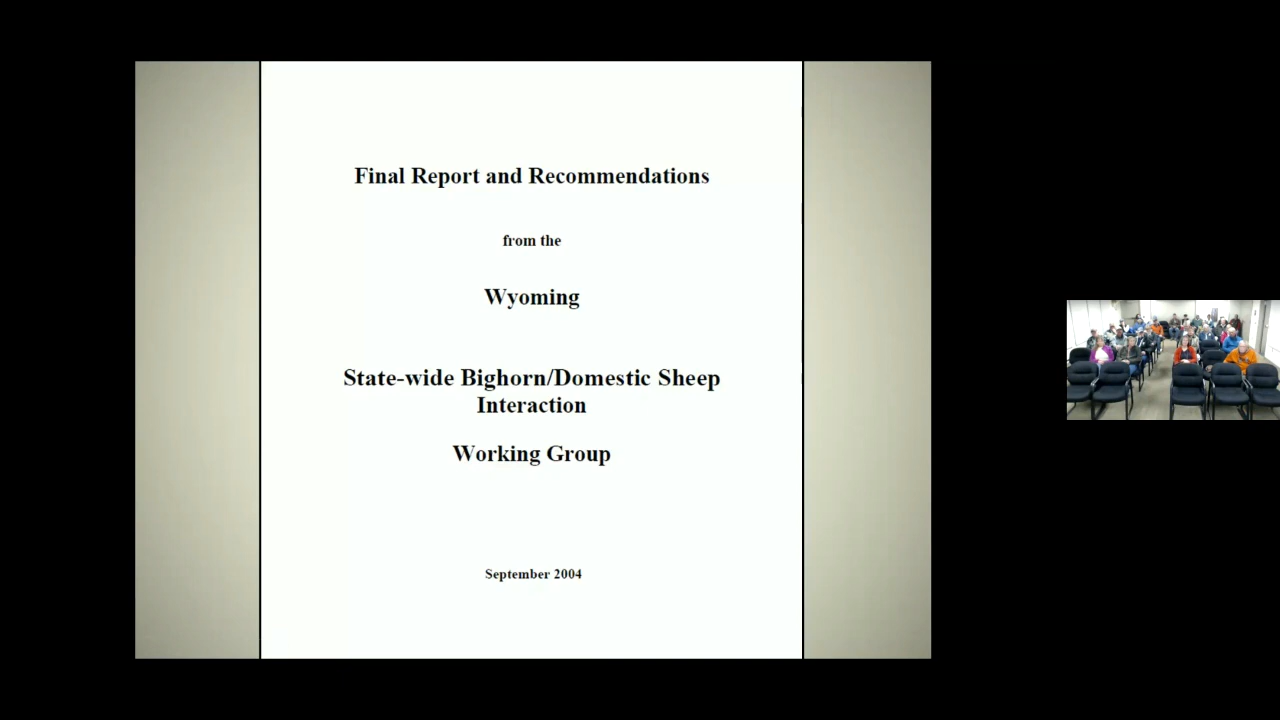 Final Report and Recommendations
from the
Wyoming
State-wide Bighorn/Domestic Sheep
Interaction
Working Group
September 2004